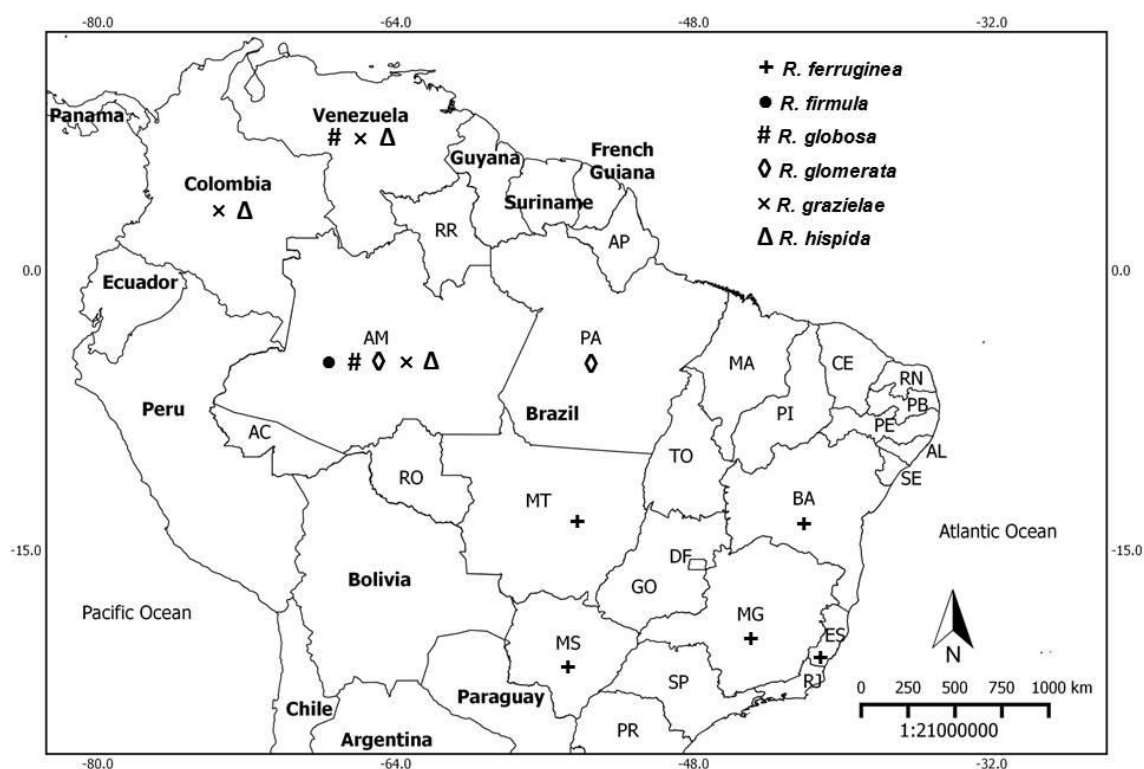 -80.0 -64.0 -48.0 -32.0
+ R. ferruginea
● R. firmula
# R. globosa
◊ R. glomerata
× R. grazielae
Δ R. hispida
Panama
Venezuela
# × Δ
Guyana
French
Guiana
Colombia
× Δ
Suriname
RR
AP
0.0 0.0
Ecuador
AM
● # ◊ × Δ
PA
◊
MA
CE
RN
PB
PE
AL
SE
PI
Peru
Brazil
AC
RO
TO
MT
+
BA
+
Atlantic Ocean
-15.0 -15.0
DF
GO
Bolivia
Pacific Ocean
MG
+
ES
+
MS
+
RJ
SP
N
Paraguay
Chile
PR
Argentina
0 250 500 750 1000 km
1:21000000
-80.0 -64.0 -48.0 -32.0